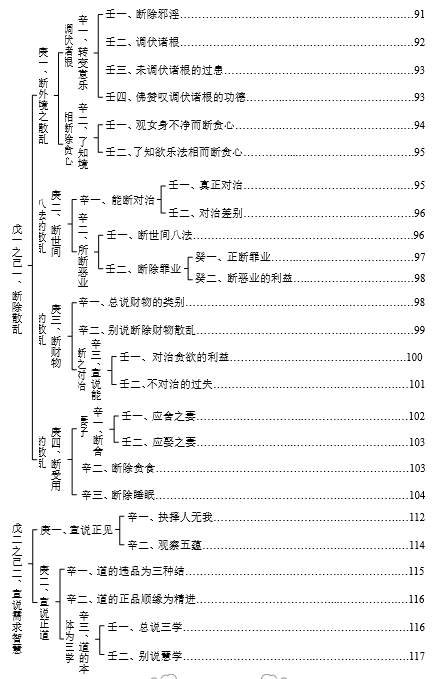 戊一之己一、断除散乱
庚一、断外境之散乱
辛一、转变意乐
调伏诸根
壬一、断除邪淫 91
壬二、调伏诸根 92
壬三、未调伏诸根的过患 93
壬四、佛赞叹调伏诸根的功德 93
辛二、了知境
相断除贪心
壬一、观女身不净而断贪心 94
壬二、了知欲乐法相而断贪心 95
庚二、断世间
八法的散乱
辛一、能断对治
壬一、真正对治 95
壬二、对治差别 96
辛二、所断恶业
壬一、断世间八法 96
壬二、断除罪业
癸一、正断罪业 97
癸二、断恶业的利益 98
庚三、断财物
的散乱
辛一、总说财物的类别 98
辛二、别说断除财物散乱 99
辛三、宣说能
断之对治
壬一、对治贪欲的利益 100
壬二、不对治的过失 101
庚四、断受用
的散乱
辛一、断舍
妻子
壬一、应舍之妻 102
壬二、应娶之妻 103
辛二、断除贪食 103
辛三、断除睡眠 104
戊二之己二、宣说需求智慧
庚一、宣说正见
辛一、抉择人无我 112
辛二、观察五蕴 114
庚二、宣说正道
辛一、道的违品为三种结 115
辛二、道的正品顺缘为精进 116
辛三、道的本
体为三学
壬一、总说三学 116
壬二、别说慧学 117